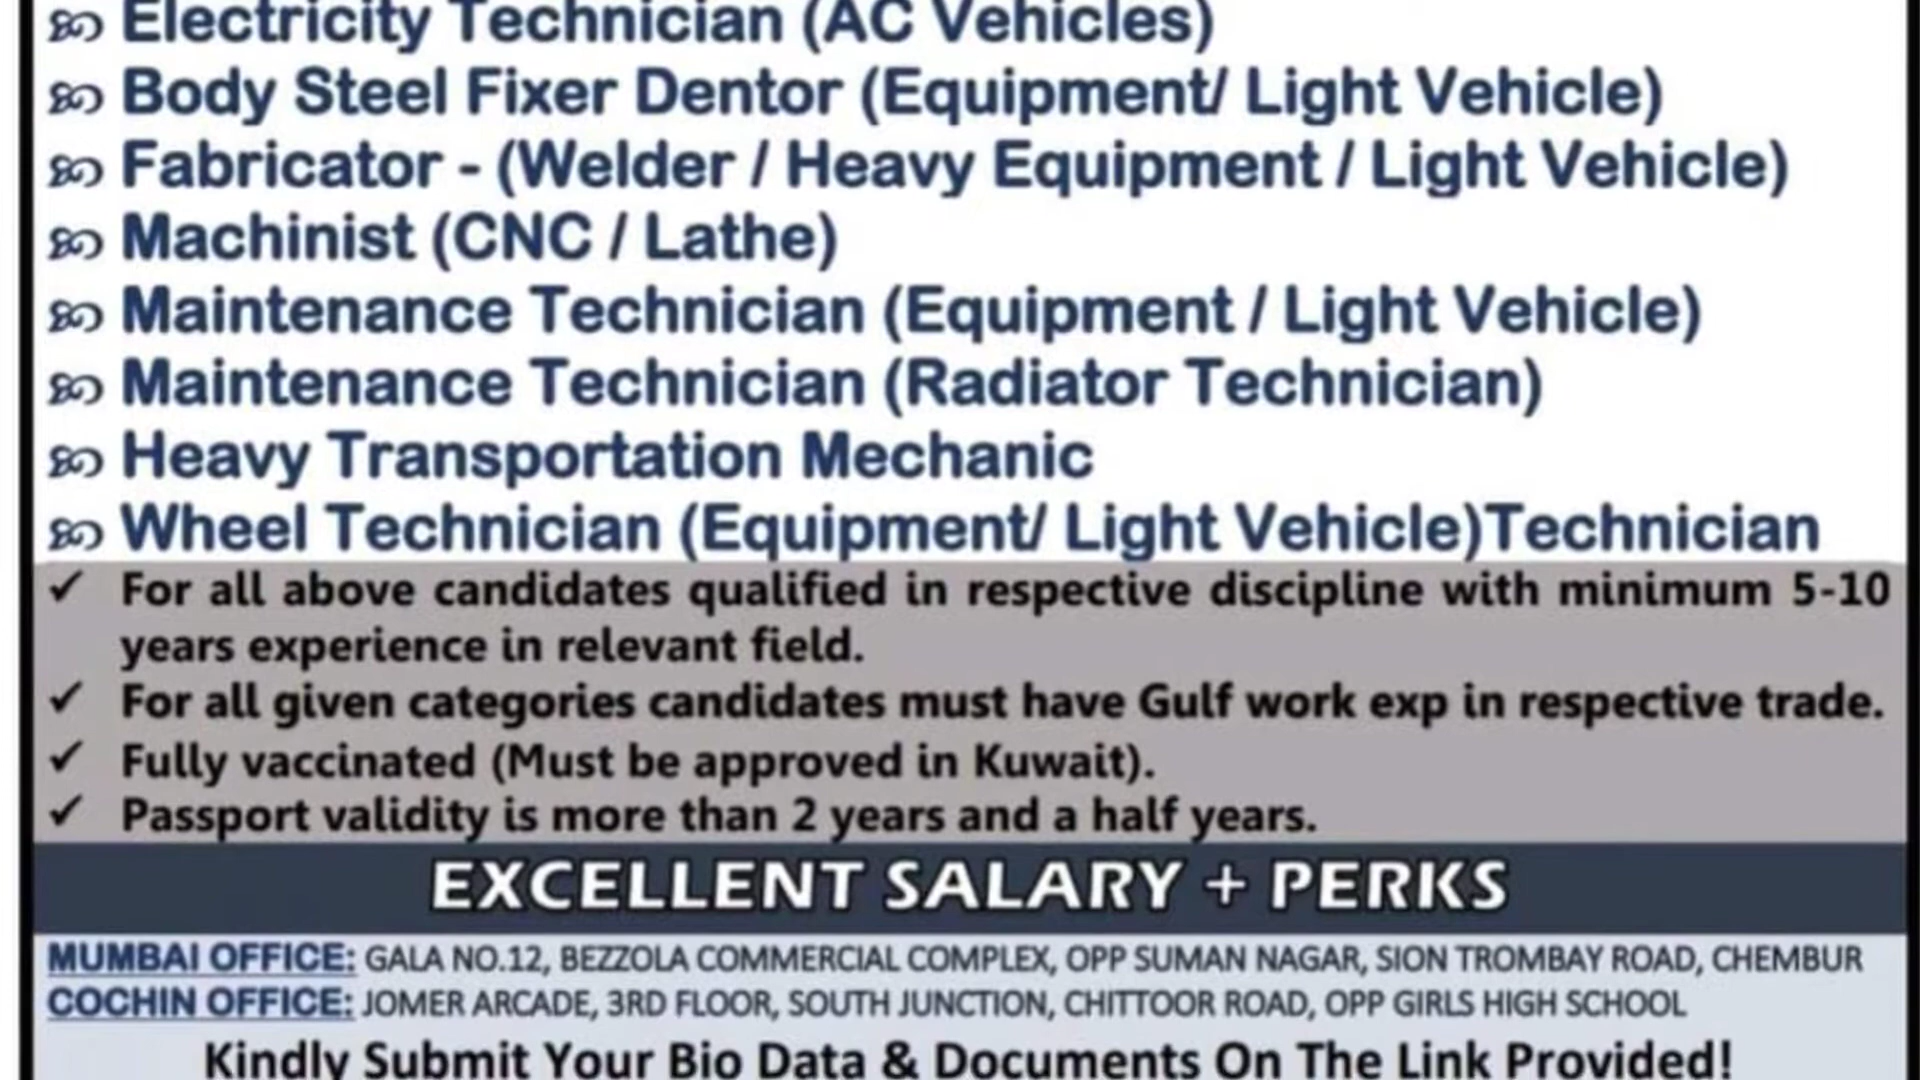 Electricity Technician (AC Vehicles)
Body Steel Fixer Dentor (Equipment/ Light Vehicle)
Fabricator - (Welder / Heavy Equipment / Light Vehicle)
Machinist (CNC / Lathe)
Maintenance Technician (Equipment / Light Vehicle)
Maintenance Technician (Radiator Technician)
Heavy Transportation Mechanic
Wheel Technician (Equipment/ Light Vehicle)Technician
✓ For all above candidates qualified in respective discipline with minimum 5-10
years experience in relevant field.
✓ For all given categories candidates must have Gulf work exp in respective trade.
✓ Fully vaccinated (Must be approved in Kuwait).
✓ Passport validity is more than 2 years and a half years.
EXCELLENT SALARY + PERKS
MUMBAI OFFICE: GALA NO.12, BEZZOLA COMMERCIAL COMPLEX, OPP SUMAN NAGAR, SION TROMBAY ROAD, CHEMBUR
COCHIN OFFICE: JOMER ARCADE, 3RD FLOOR, SOUTH JUNCTION, CHITTOOR ROAD, OPP GIRLS HIGH SCHOOL
Kindly Submit Your Bio Data & Documents On The Link Provided!